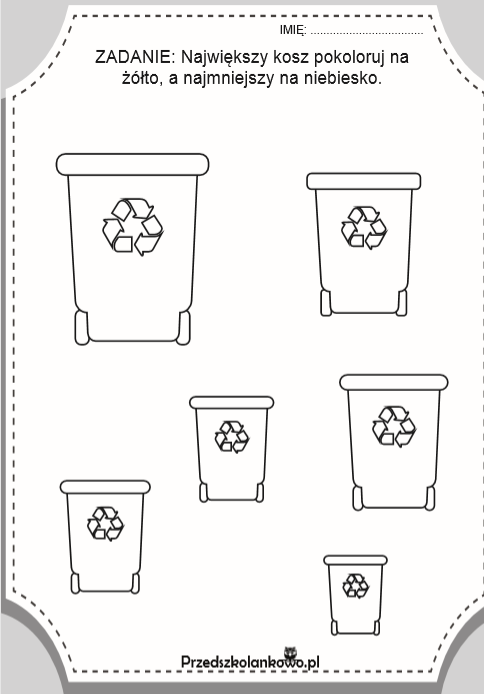 IMIĘ: ...................................
ZADANIE: Największy kosz pokoloruj na
żółto, a najmniejszy na niebiesko.
Przedszkolankowo.pl